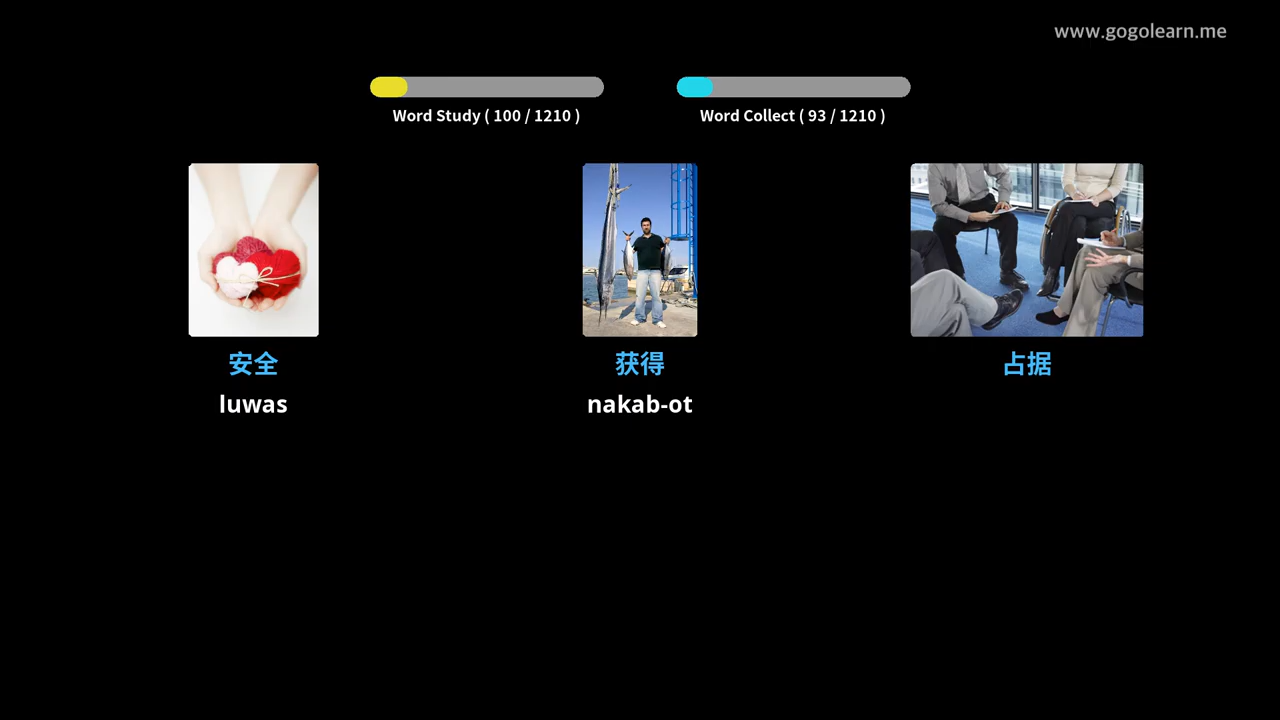 www.gogolearn.me
Word Study ( 100 / 1210 )
Word Collect ( 93 / 1210 )
安全
luwas
获得
nakab-ot
占据